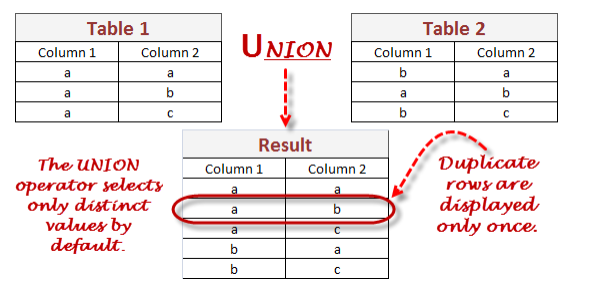 Table 1
Column 1 Column 2
a a
a b
a c
UNION
Table 2
Column 1 Column 2
b a
a b
b c
The UNION
operator selects
only distinct
values by
default.
Result
Column 1 Column 2
a a
a b
a c
b a
b c
Duplicate
rows are
displayed
only once.